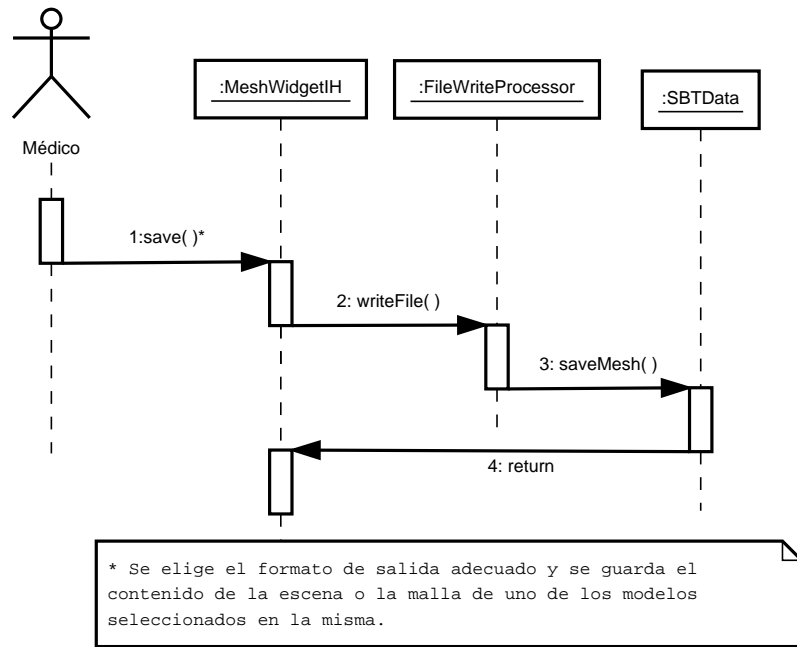 :MeshWidgetIH
:FileWriteProcessor
:SBTData
Médico
1:save( )*
2: writeFile( )
3: saveMesh( )
4: return
* Se elige el formato de salida adecuado y se guarda el
contenido de la escena o la malla de uno de los modelos
seleccionados en la misma.